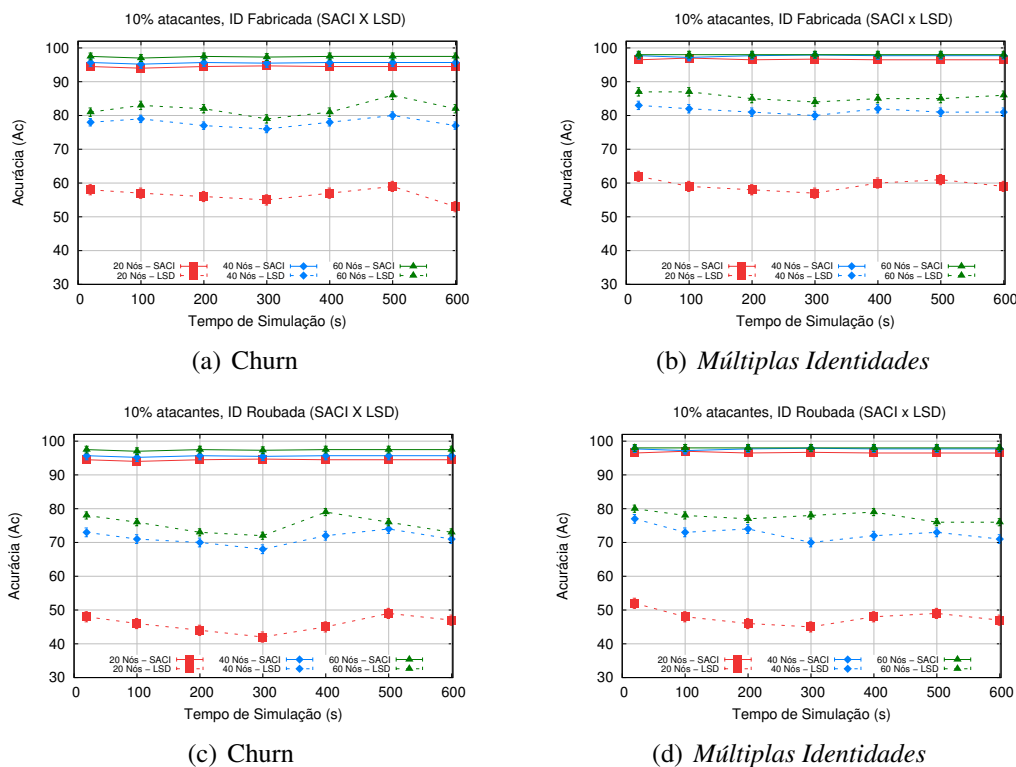 10% atacantes, ID Fabricada (SACI X LSD)
Acurácia (Ac)
100
90
80
70
60
50
40
30
20 Nós – SACI
20 Nós – LSD
40 Nós – SACI
40 Nós – LSD
60 Nós – SACI
60 Nós – LSD
0 100 200 300 400 500 600
Tempo de Simulação (s)
(a) Churn
10% atacantes, ID Fabricada (SACI x LSD)
Acurácia (Ac)
100
90
80
70
60
50
40
30
20 Nós – SACI
20 Nós – LSD
40 Nós – SACI
40 Nós – LSD
60 Nós – SACI
60 Nós – LSD
0 100 200 300 400 500 600
Tempo de Simulação (s)
(b) Múltiplas Identidades
10% atacantes, ID Roubada (SACI X LSD)
Acurácia (Ac)
100
90
80
70
60
50
40
30
20 Nós – SACI
20 Nós – LSD
40 Nós – SACI
40 Nós – LSD
60 Nós – SACI
60 Nós – LSD
0 100 200 300 400 500 600
Tempo de Simulação (s)
(c) Churn
10% atacantes, ID Roubada (SACI x LSD)
Acurácia (Ac)
100
90
80
70
60
50
40
30
20 Nós – SACI
20 Nós – LSD
40 Nós – SACI
40 Nós – LSD
60 Nós – SACI
60 Nós – LSD
0 100 200 300 400 500 600
Tempo de Simulação (s)
(d) Múltiplas Identidades